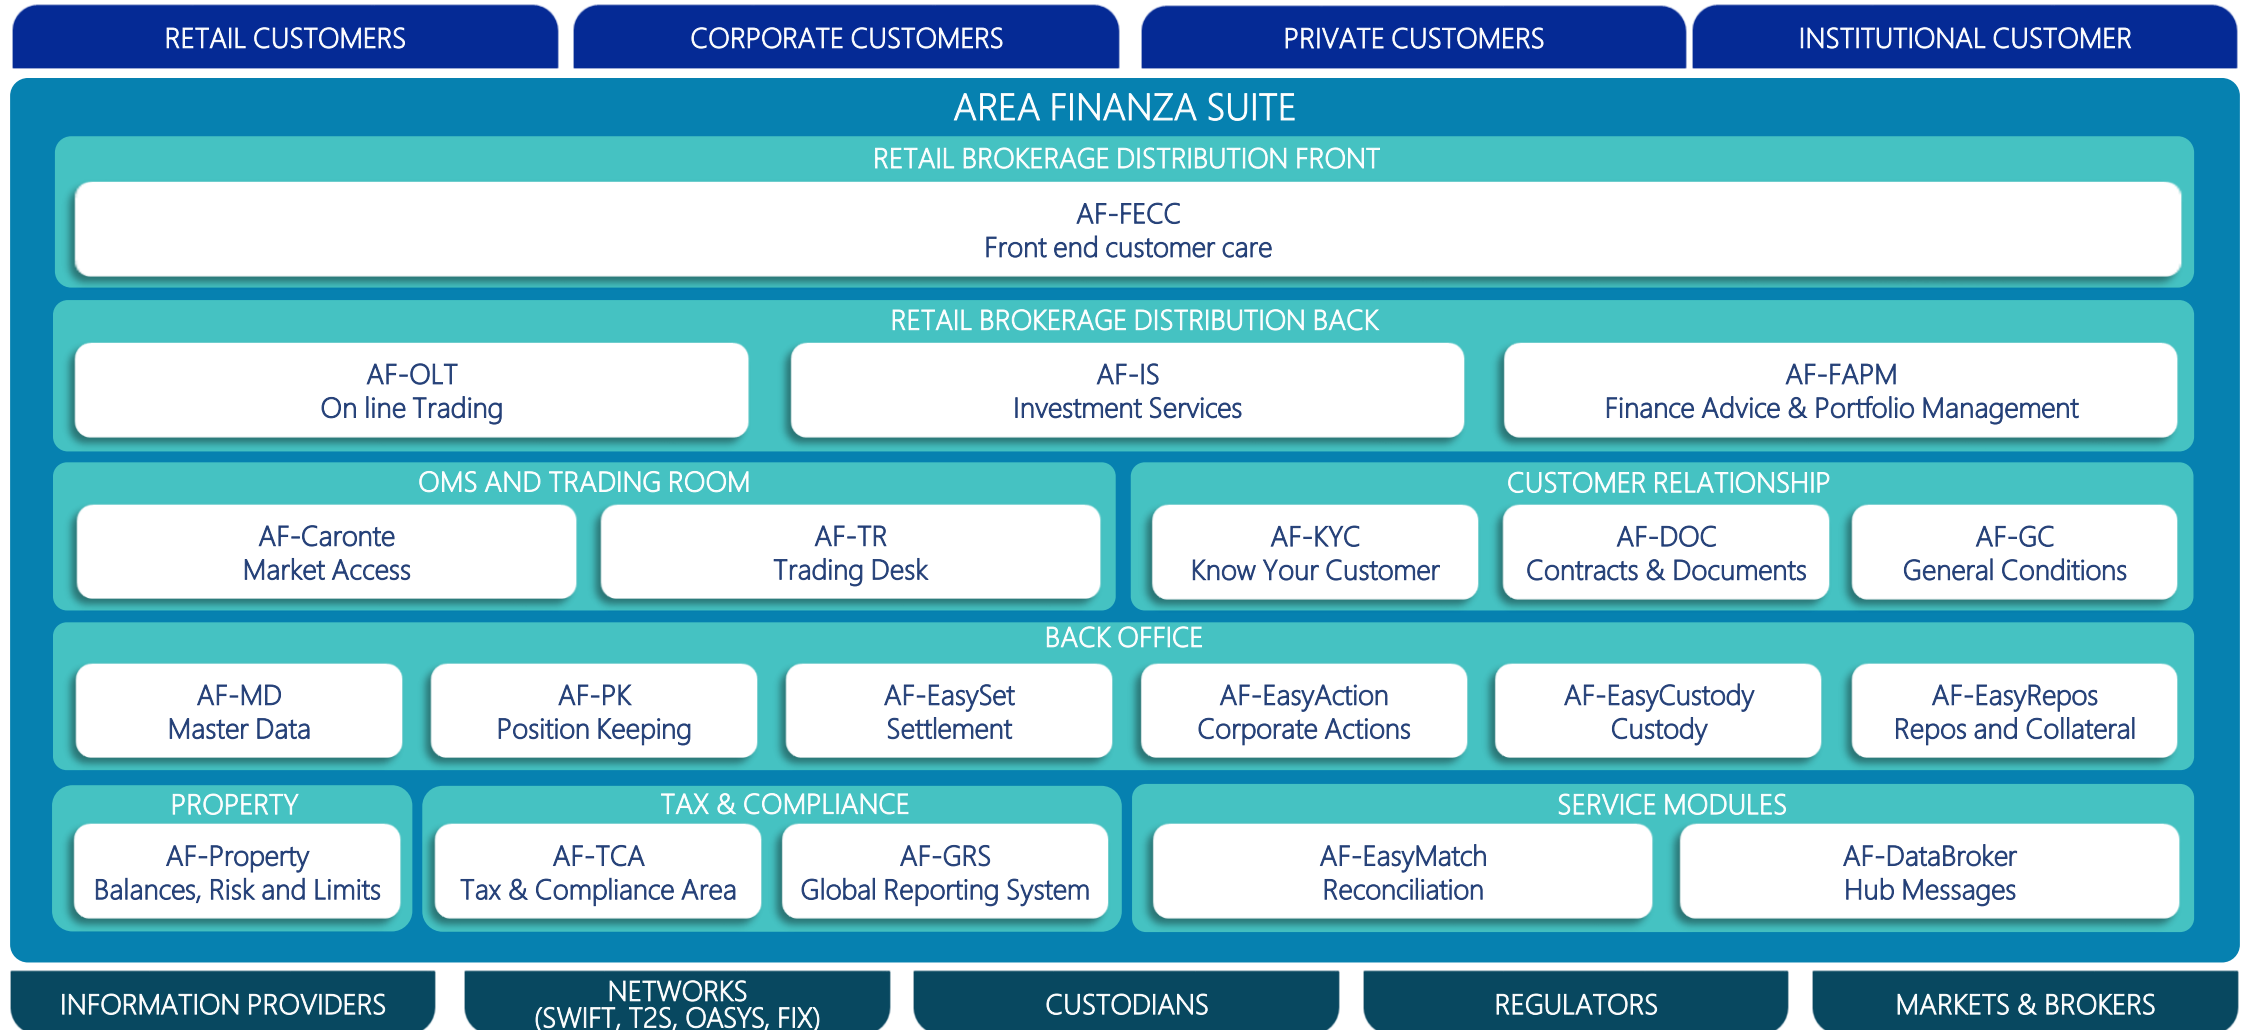 RETAIL CUSTOMERS
CORPORATE CUSTOMERS
PRIVATE CUSTOMERS
INSTITUTIONAL CUSTOMER
AREA FINANZA SUITE
RETAIL BROKERAGE DISTRIBUTION FRONT
AF-FECC
Front end customer care
RETAIL BROKERAGE DISTRIBUTION BACK
AF-OLT
On line Trading
AF-IS
Investment Services
AF-FAPM
Finance Advice & Portfolio Management
OMS AND TRADING ROOM
AF-Caronte
Market Access
AF-TR
Trading Desk
CUSTOMER RELATIONSHIP
AF-KYC
Know Your Customer
AF-DOC
Contracts & Documents
AF-GC
General Conditions
BACK OFFICE
AF-MD
Master Data
AF-PK
Position Keeping
AF-EasySet
Settlement
AF-EasyAction
Corporate Actions
AF-EasyCustody
Custody
AF-EasyRepos
Repos and Collateral
PROPERTY
AF-Property
Balances, Risk and Limits
TAX & COMPLIANCE
AF-TCA
Tax & Compliance Area
AF-GRS
Global Reporting System
SERVICE MODULES
AF-EasyMatch
Reconciliation
AF-DataBroker
Hub Messages
INFORMATION PROVIDERS
NETWORKS
(SWIFT, T2S, OASYS, FIX)
CUSTODIANS
REGULATORS
MARKETS & BROKERS